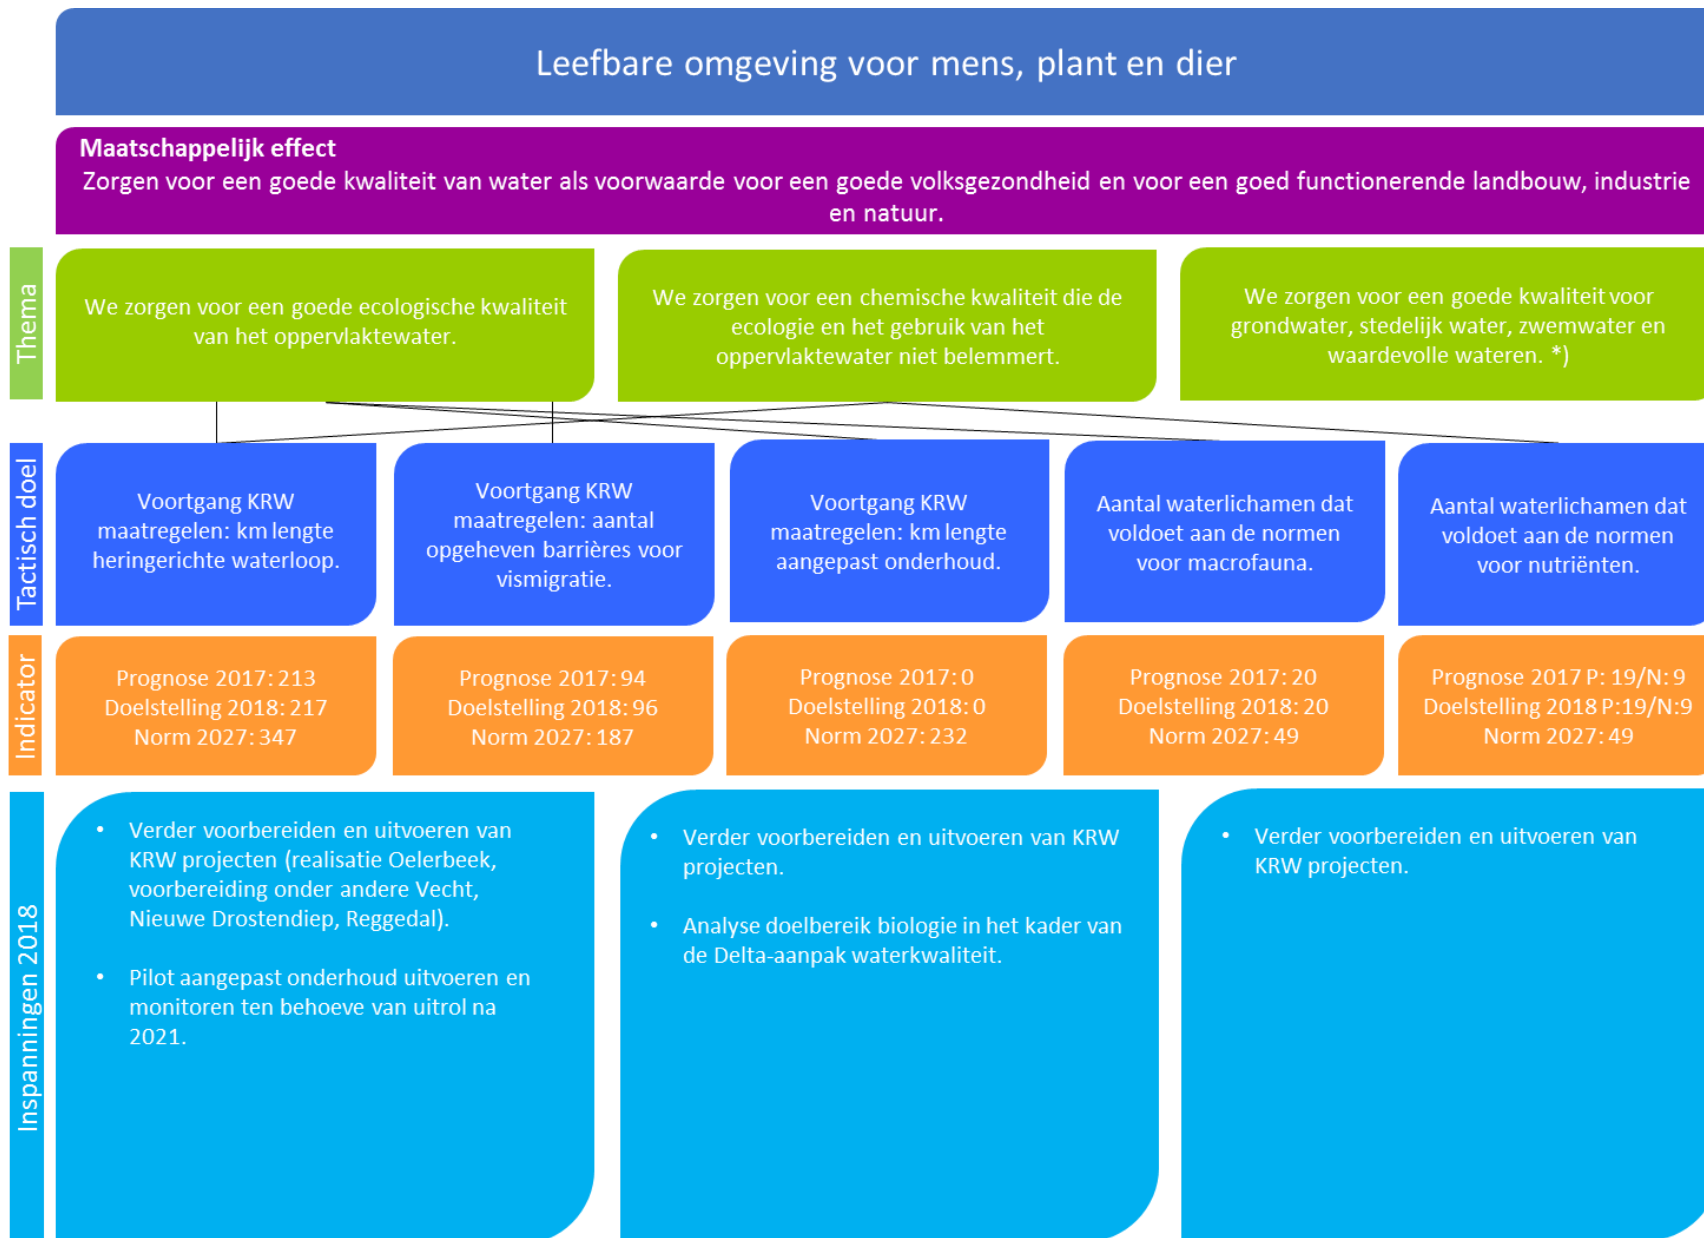 Leefbare omgeving voor mens, plant en dier
Maatschappelijk effect
Zorgen voor een goede kwaliteit van water als voorwaarde voor een goede volksgezondheid en voor een goed functionerende landbouw, industrie
en natuur.
Thema
We zorgen voor een goede ecologische kwaliteit
van het oppervlaktewater.
We zorgen voor een chemische kwaliteit die de
ecologie en het gebruik van het
oppervlaktewater niet belemmert.
We zorgen voor een goede kwaliteit voor
grondwater, stedelijk water, zwemwater en
waardevolle wateren. *)
Tactisch doel
Voortgang KRW
maatregelen: km lengte
heringerichte waterloop.
Voortgang KRW
maatregelen: aantal
opgeheven barrières voor
vismigratie.
Voortgang KRW
maatregelen: km lengte
aangepast onderhoud.
Aantal waterlichamen dat
voldoet aan de normen
voor macrofauna.
Aantal waterlichamen dat
voldoet aan de normen
voor nutriënten.
Indicator
Prognose 2017: 213
Doelstelling 2018: 217
Norm 2027: 347
Prognose 2017: 94
Doelstelling 2018: 96
Norm 2027: 187
Prognose 2017: 0
Doelstelling 2018: 0
Norm 2027: 232
Prognose 2017: 20
Doelstelling 2018: 20
Norm 2027: 49
Prognose 2017 P: 19/N: 9
Doelstelling 2018 P:19/N:9
Norm 2027: 49
Inspanningen 2018
• Verder voorbereiden en uitvoeren van
KRW projecten (realisatie Oelerbeek,
voorbereiding onder andere Vecht,
Nieuwe Drostendiep, Reggedal).
• Pilot aangepast onderhoud uitvoeren en
monitoren ten behoeve van uitrol na
2021.
• Verder voorbereiden en uitvoeren van KRW
projecten.
• Analyse doelbereik biologie in het kader van
de Delta-aanpak waterkwaliteit.
• Verder voorbereiden en uitvoeren van
KRW projecten.